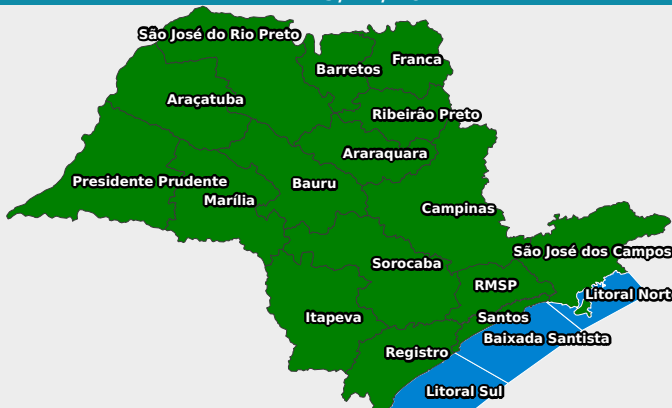 São José do Rio Preto
Franca
Barretos
Araçatuba
Ribeirão Preto
Araraquara
Presidente Prudente
Bauru
Marília
Campinas
São José dos Campos
Sorocaba
RMSP
Litoral Nort
Itapeva
Santos
Baixada Santista
Registro
Litoral Sul